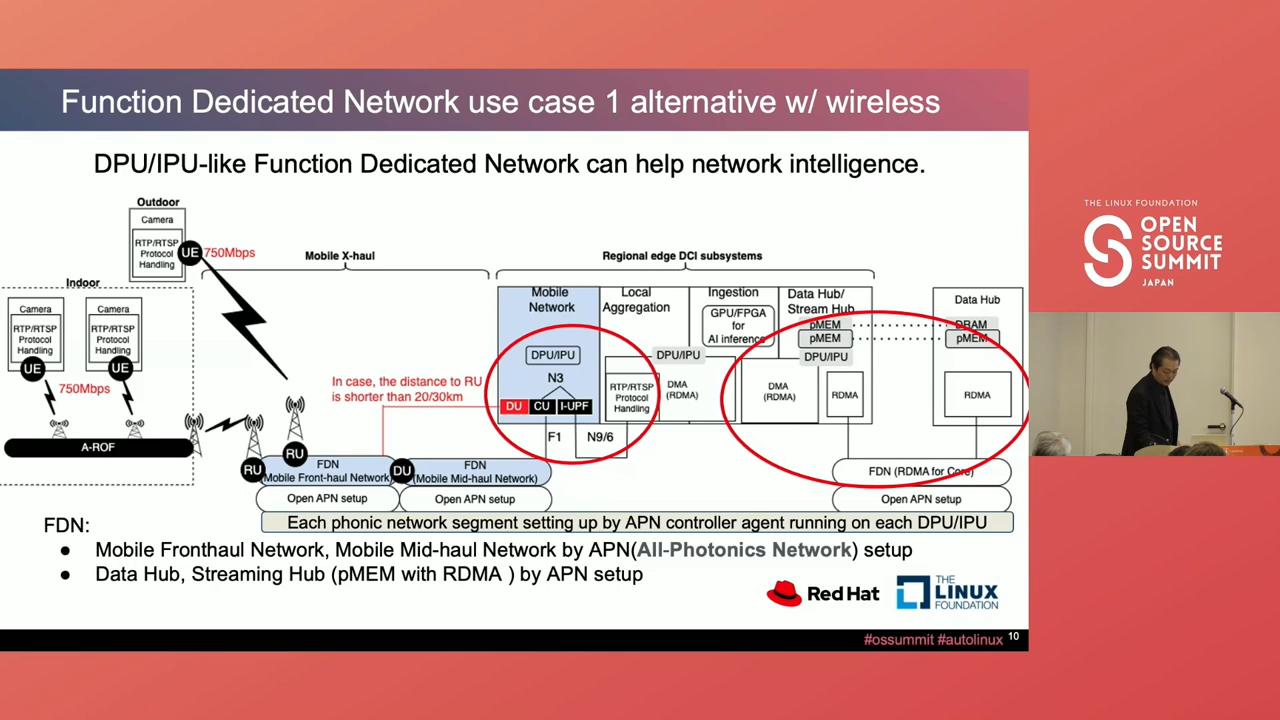 Function Dedicated Network use case 1 alternative w/ wireless
DPU/IPU-like Function Dedicated Network can help network intelligence.
Outdoor
Camera
RTP/RTSP
Protocol
Handling
UE
750Mbps
Mobile X-haul
Regional edge DCI subsystems
Indoor
Camera
RTP/RTSP
Protocol
Handling
UE
Camera
RTP/RTSP
Protocol
Handling
UE
750Mbps
A-ROF
RU
RU
In case, the distance to RU
is shorter than 20/30km
Mobile
Network
DPU/IPU
N3
DU
CU
I-UPF
F1
N9/6
Local
Aggregation
RTP/RTSP
Protocol
Handling
DPU/IPU
DMA
(RDMA)
Ingestion
GPU/FPGA
for
AI inference
Data Hub/
Stream Hub
pMEM
pMEM
DPU/IPU
DMA
(RDMA)
RDMA
Data Hub
DRAM
pMEM
RDMA
FDN
(Mobile Front-haul Network)
DU
FDN
(Mobile Mid-haul Network)
FDN (RDMA for Core)
Open APN setup
Open APN setup
Open APN setup
Each phonic network segment setting up by APN controller agent running on each DPU/IPU
FDN:
● Mobile Fronthaul Network, Mobile Mid-haul Network by APN(All-Photonics Network) setup
● Data Hub, Streaming Hub (pMEM with RDMA ) by APN setup
Red Hat
THE
LINUX
FOUNDATION
#ossummit #autolinux 10
THE LINUX FOUNDATION
OPEN
SOURCE
SUMMIT
JAPAN